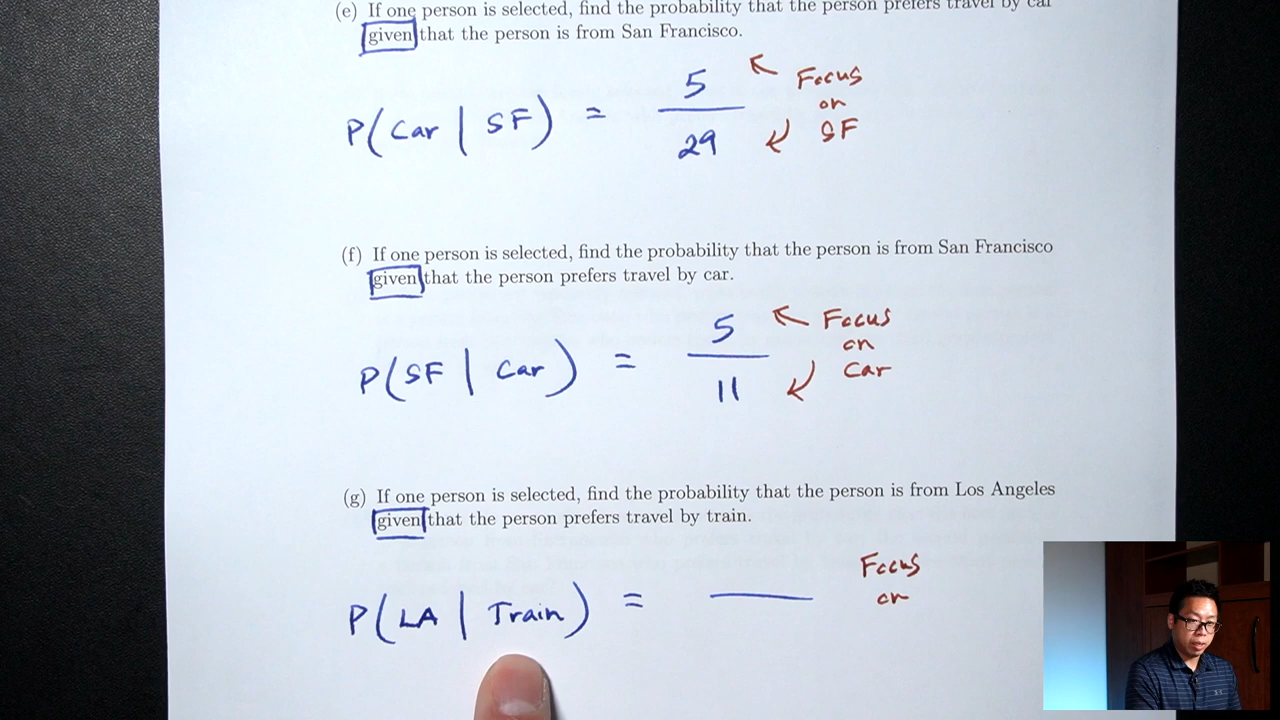 (e) If one person is selected, find the probability that the person prefers travel by car
given that the person is from San Francisco.
P(Car | SF) = 5/29
Focus
on
SF
(f) If one person is selected, find the probability that the person is from San Francisco
given that the person prefers travel by car.
P(SF | Car) = 5/11
Focus
on
Car
(g) If one person is selected, find the probability that the person is from Los Angeles
given that the person prefers travel by train.
P(LA | Train) =
Focus
on